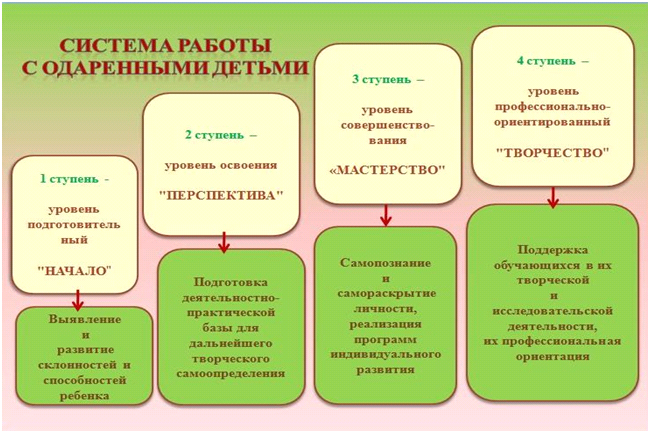 СИСТЕМА РАБОТЫ
С ОДАРЕННЫМИ ДЕТЬМИ
1 ступень -
уровень
подготовитель
ный
"НАЧАЛО"
Выявление
и
развитие
склонностей и
способностей
ребенка
2 ступень –
уровень освоения
"ПЕРСПЕКТИВА"
Подготовка
деятельностно-
практической
базы для
дальнейшего
творческого
самоопределения
3 ступень –
уровень
совершенство-
вания
«МАСТЕРСТВО"
Самопознание
и
самораскрытие
личности,
реализация
программ
индивидуального
развития
4 ступень –
уровень
профессионально-
ориентированный
"ТВОРЧЕСТВО"
Поддержка
обучающихся в их
творческой
и
исследовательской
деятельности,
их профессиональная
ориентация